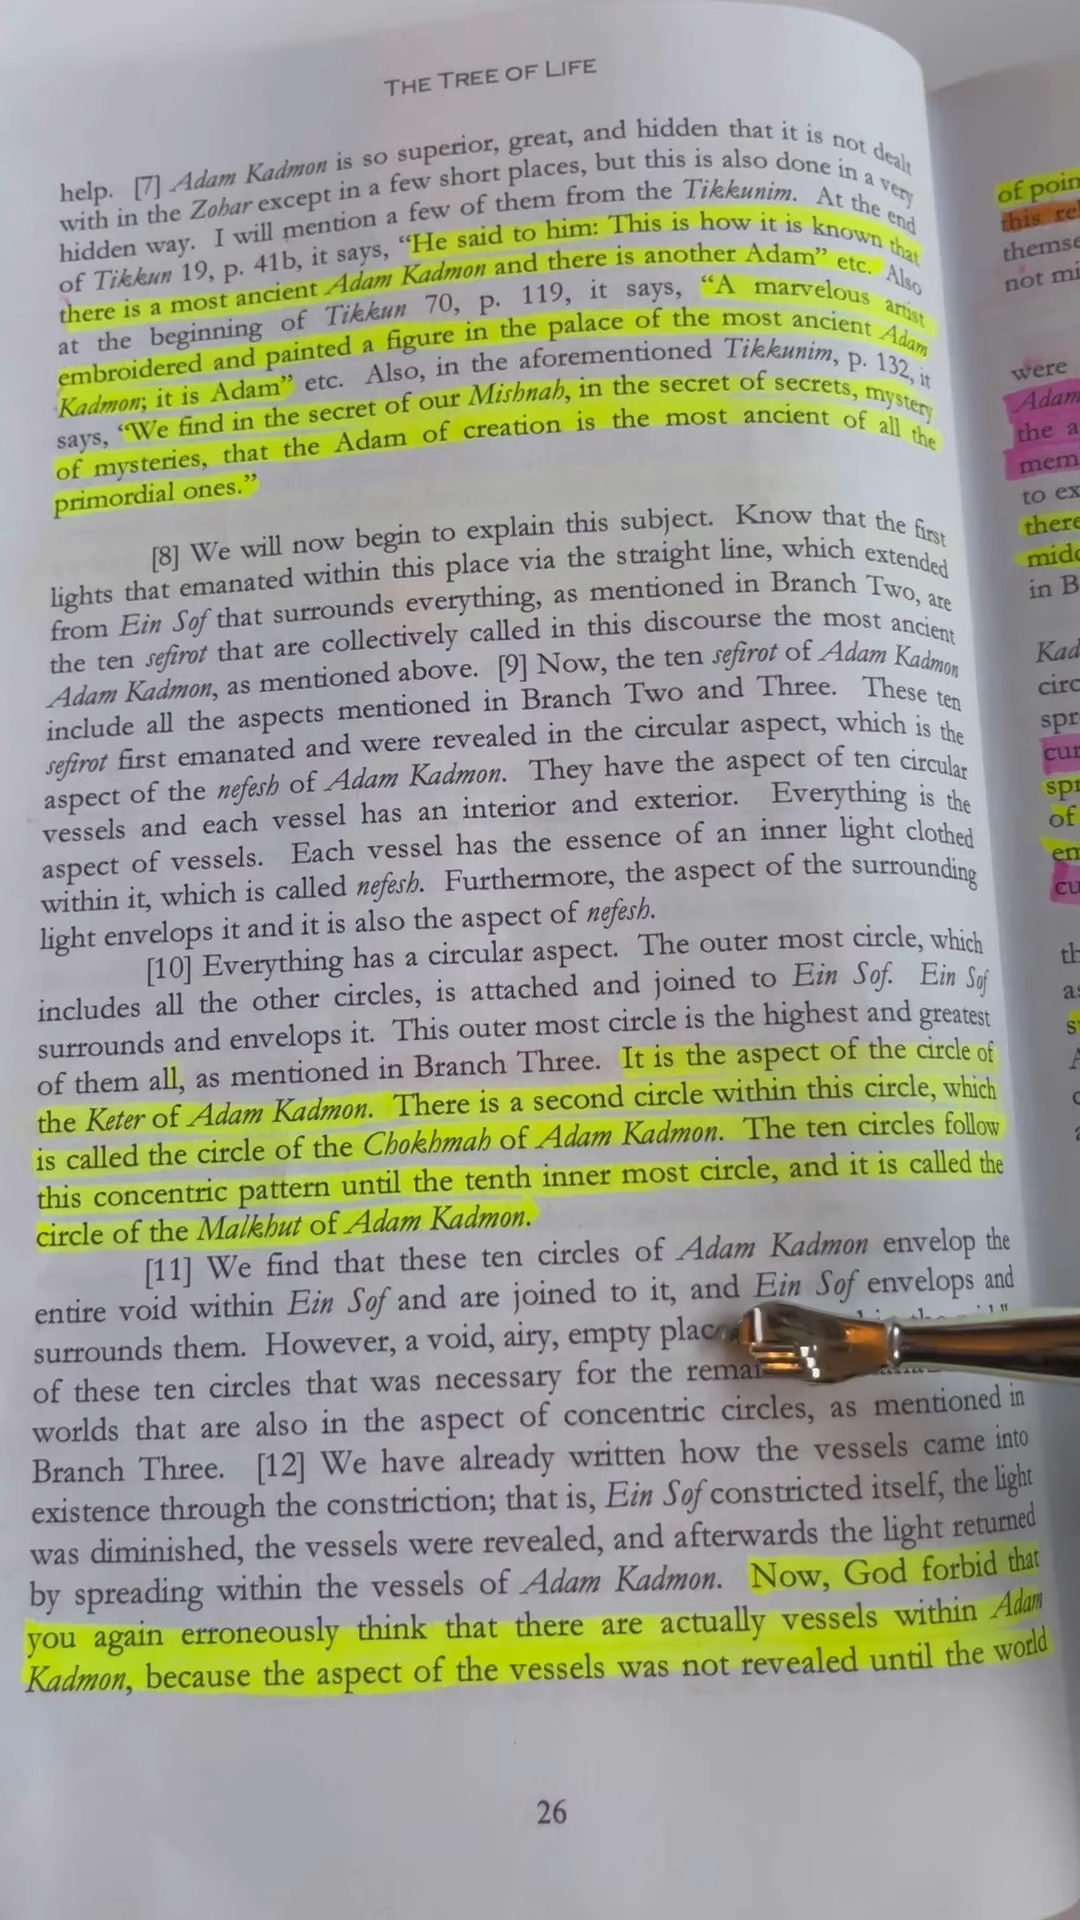 THE TREE OF LIFE
help. [7] Adam Kadmon is so superior, great, and hidden that it is not dealt
with in the Zohar except in a few short places, but this is also done in a very
hidden way. I will mention a few of them from the Tikkunim. At the end
of Tikkun 19, p. 41b, it says, “He said to him: This is how it is known that
there is a most ancient Adam Kadmon and there is another Adam” etc. Also
at the beginning of Tikkun 70, p. 119, it says, “A marvelous artist
embroidered and painted a figure in the palace of the most ancient Adam
Kadmon; it is Adam” etc. Also, in the aforementioned Tikkunim, p. 132, it
says, “We find in the secret of our Mishnah, in the secret of secrets, mystery
of mysteries, that the Adam of creation is the most ancient of all the
primordial ones.”
[8] We will now begin to explain this subject. Know that the first
lights that emanated within this place via the straight line, which extended
from Ein Sof that surrounds everything, as mentioned in Branch Two, are
the ten sefirot that are collectively called in this discourse the most ancient
Adam Kadmon, as mentioned above. [9] Now, the ten sefirot of Adam Kadmon
include all the aspects mentioned in Branch Two and Three. These ten
sefirot first emanated and were revealed in the circular aspect, which is the
aspect of the nefesh of Adam Kadmon. They have the aspect of ten circular
vessels and each vessel has an interior and exterior. Everything is the
aspect of vessels. Each vessel has the essence of an inner light clothed
within it, which is called nefesh. Furthermore, the aspect of the surrounding
light envelops it and it is also the aspect of nefesh.
[10] Everything has a circular aspect. The outer most circle, which
includes all the other circles, is attached and joined to Ein Sof. Ein Sof
surrounds and envelops it. This outer most circle is the highest and greatest
of them all, as mentioned in Branch Three. It is the aspect of the circle of
the Keter of Adam Kadmon. There is a second circle within this circle, which
is called the circle of the Chokhmah of Adam Kadmon. The ten circles follow
this concentric pattern until the tenth inner most circle, and it is called the
circle of the Malkhut of Adam Kadmon.
[11] We find that these ten circles of Adam Kadmon envelop the
entire void within Ein Sof and are joined to it, and Ein Sof envelops and
surrounds them. However, a void, airy, empty
of these ten circles that was necessary for the
worlds that are also in the aspect of concentric circles, as mentioned in
Branch Three. [12] We have already written how the vessels came into
existence through the constriction; that is, Ein Sof constricted itself, the light
was diminished, the vessels were revealed, and afterwards the light returned
by spreading within the vessels of Adam Kadmon. Now, God forbid that
you again erroneously think that there are actually vessels within Adam
Kadmon, because the aspect of the vessels was not revealed until the world
26
of
this
not
were
Adam
the a
to
there
in B
of